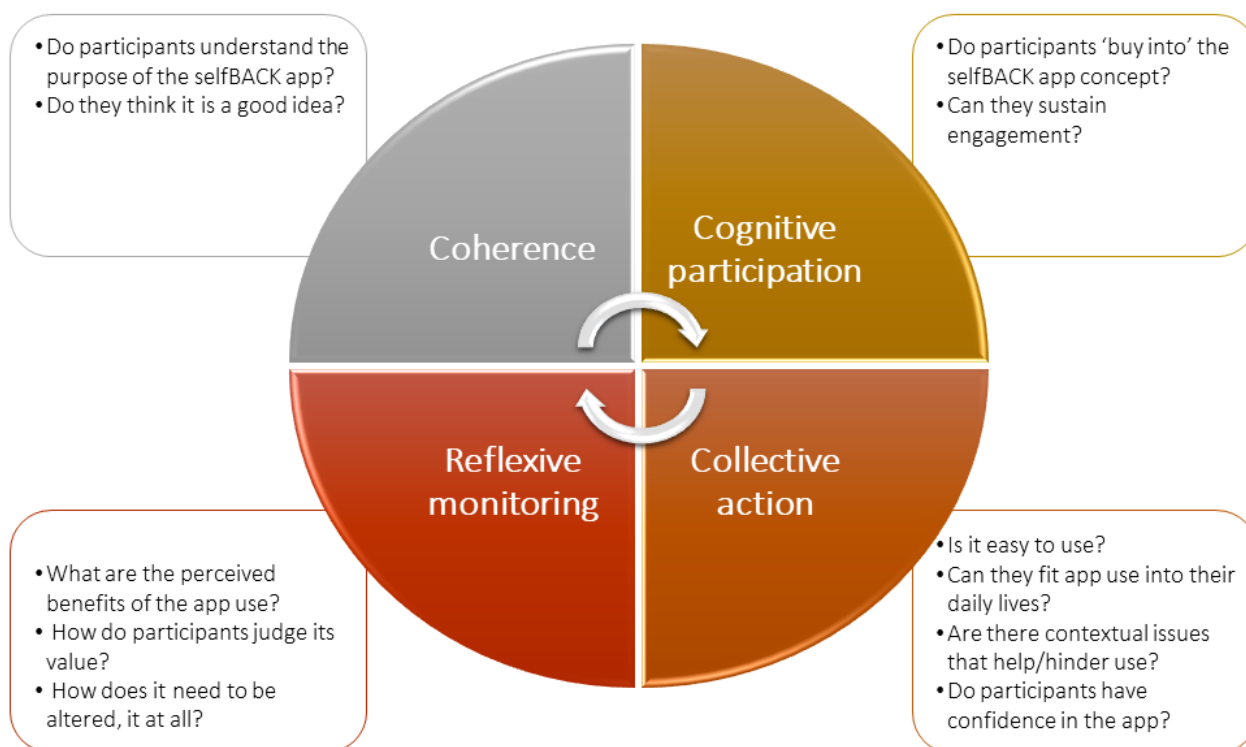 • Do participants understand the
purpose of the selfBACK app?
• Do they think it is a good idea?
• Do participants ‘buy into’ the
selfBACK app concept?
• Can they sustain
engagement?
Coherence
Cognitive
participation
Reflexive
monitoring
Collective
action
• What are the perceived
benefits of the app use?
• How do participants judge its
value?
• How does it need to be
altered, it at all?
• Is it easy to use?
• Can they fit app use into their
daily lives?
• Are there contextual issues
that help/hinder use?
• Do participants have
confidence in the app?